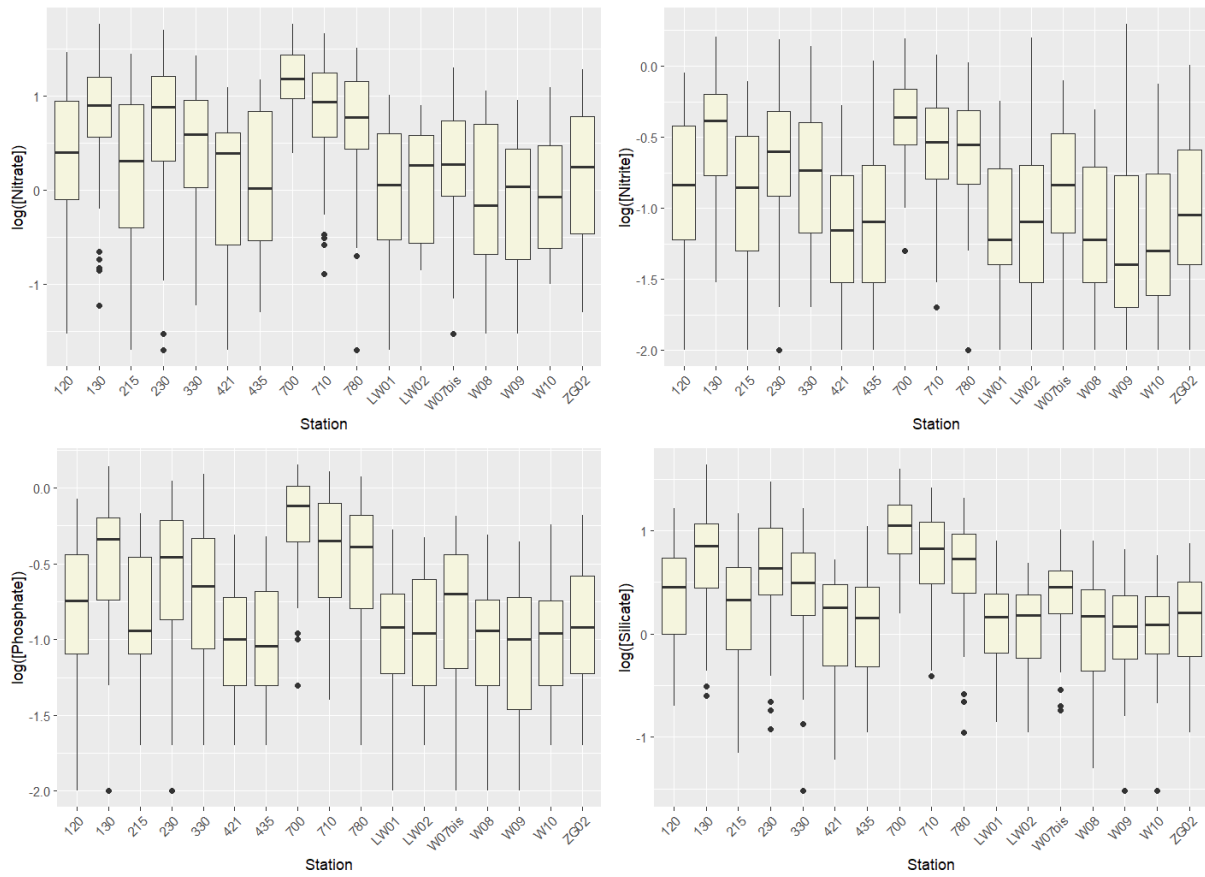 log([Nitrate])
1
0
-1
120 130 215 230 330 421 435 700 710 780 LW01 LW02 W07bis W08 W09 W10 ZG02
Station
log([Nitrite])
0.0
-0.5
-1.0
-1.5
-2.0
120 130 215 230 330 421 435 700 710 780 LW01 LW02 W07bis W08 W09 W10 ZG02
Station
log([Phosphate])
0.0
-0.5
-1.0
-1.5
-2.0
120 130 215 230 330 421 435 700 710 780 LW01 LW02 W07bis W08 W09 W10 ZG02
Station
log([Silicate])
1
0
-1
120 130 215 230 330 421 435 700 710 780 LW01 LW02 W07bis W08 W09 W10 ZG02
Station